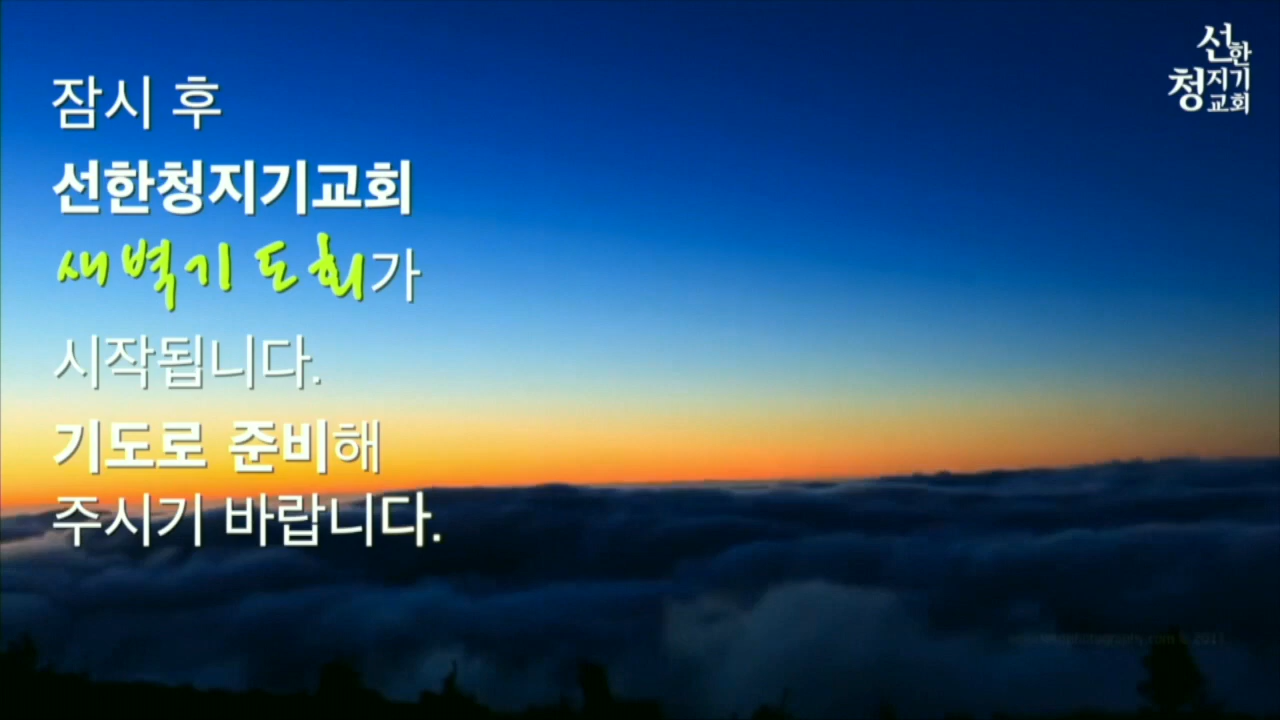 잠시 후
선한청지기교회
새벽기도회가
시작됩니다.
기도로 준비해
주시기 바랍니다.
선한
청지기
교회